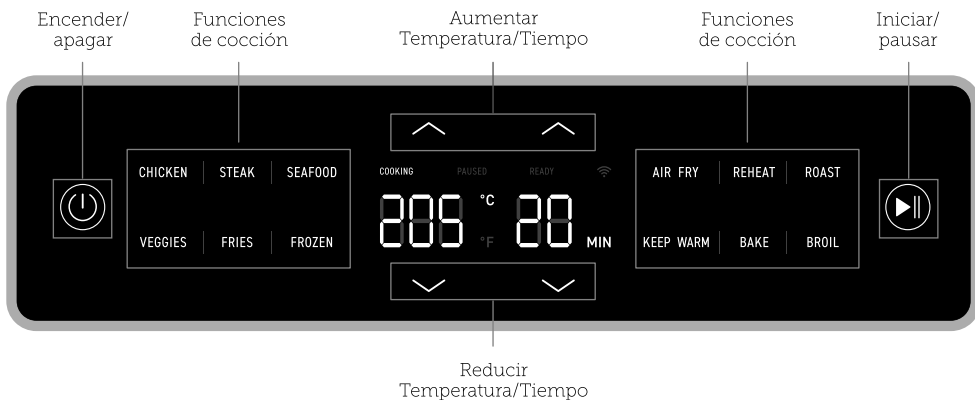 Encender/
apagar
Funciones
de cocción
Aumentar
Temperatura/Tiempo
Funciones
de cocción
Iniciar/
pausar
CHICKEN STEAK SEAFOOD
VEGGIES FRIES FROZEN
COOKING PAUSED READY
205 °C 20
°F MIN
AIR FRY REHEAT ROAST
KEEP WARM BAKE BROIL
Reducir
Temperatura/Tiempo